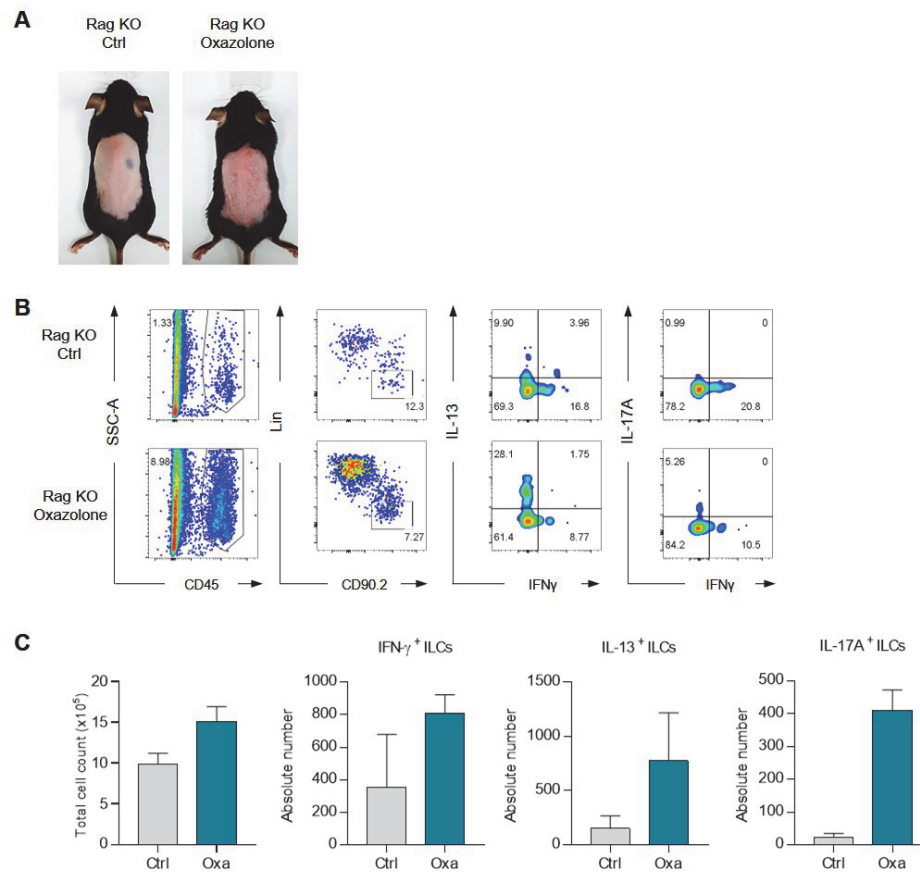 A
Rag KO
Ctrl
Rag KO
Oxazolone
B
Rag KO
Ctrl
Rag KO
Oxazolone
SSC-A
1.33
8.98
CD45
Lin
12.3
7.27
CD90.2
IL-13
9.90 3.96
69.3 16.8
28.1 1.75
61.4 8.77
IFNγ
IL-17A
0.99 0
78.2 20.8
5.26 0
84.2 10.5
IFNγ
C
Total cell count (x10⁵)
20
15
10
5
0
Ctrl Oxa
IFN-γ⁺ ILCs
Absolute number
1000
800
600
400
200
0
Ctrl Oxa
IL-13⁺ ILCs
Absolute number
1500
1000
500
0
Ctrl Oxa
IL-17A⁺ ILCs
Absolute number
500
400
300
200
100
0
Ctrl Oxa